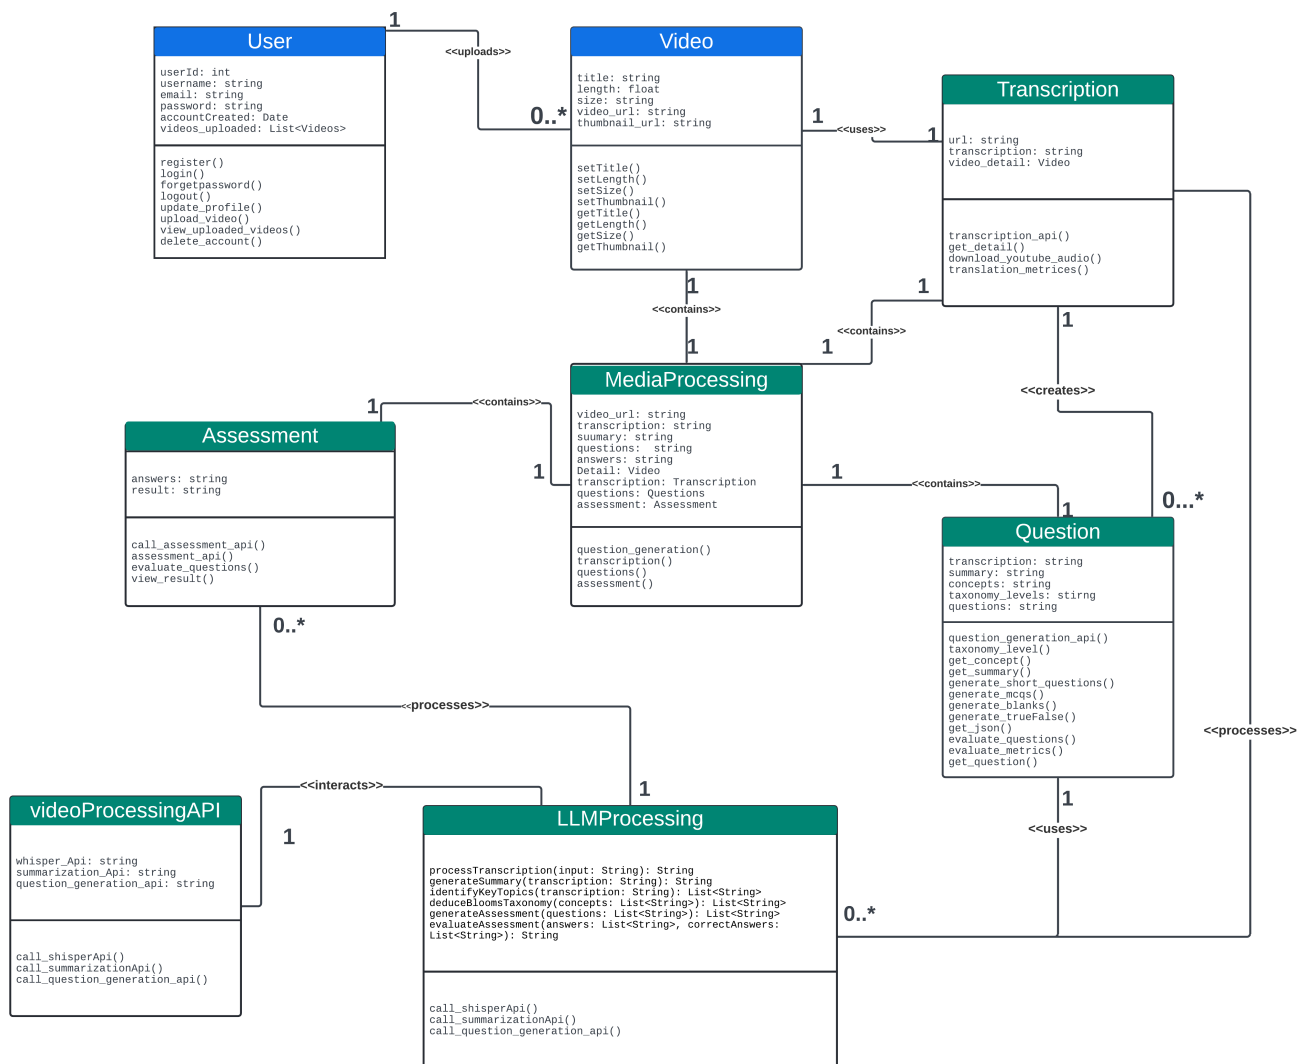 1
User
userId: int
username: string
email: string
password: string
accountCreated: Date
videos_uploaded: List<Videos>
register()
login()
forgetpassword()
logout()
update_profile()
upload_video()
view_uploaded_videos()
delete_account()
<<uploads>>
0..*
Video
title: string
length: float
size: string
video_url: string
thumbnail_url: string
setTitle()
setLength()
setSize()
setThumbnail()
getTitle()
getLength()
getSize()
getThumbnail()
1
<<uses>>
1
Transcription
url: string
transcription: string
video_detail: Video
transcription_api()
get_detail()
download_youtube_audio()
translation_metrices()
1
<<contains>>
1
1
<<contains>>
1
1
<<creates>>
0...*
MediaProcessing
video_url: string
transcription: string
suumary: string
questions:  string
answers: string
Detail: Video
transcription: Transcription
questions: Questions
assessment: Assessment
question_generation()
transcription()
questions()
assessment()
1
<<contains>>
1
Assessment
answers: string
result: string
call_assessment_api()
assessment_api()
evaluate_questions()
view_result()
1
<<contains>>
1
Question
transcription: string
summary: string
concepts: string
taxonomy_levels: stirng
questions: string
question_generation_api()
taxonomy_level()
get_concept()
get_summary()
generate_short_questions()
generate_mcqs()
generate_blanks()
generate_trueFalse()
get_json()
evaluate_questions()
evaluate_metrics()
get_question()
0..*
<<processes>>
1
<<processes>>
1
<<uses>>
0..*
<<interacts>>
1
videoProcessingAPI
whisper_Api: string
summarization_Api: string
question_generation_api: string
call_shisperApi()
call_summarizationApi()
call_question_generation_api()
LLMProcessing
processTranscription(input: String): String
generateSummary(transcription: String): String
identifyKeyTopics(transcription: String): List<String>
deduceBloomsTaxonomy(concepts: List<String>): List<String>
generateAssessment(questions: List<String>): List<String>
evaluateAssessment(answers: List<String>, correctAnswers:
List<String>): String
call_shisperApi()
call_summarizationApi()
call_question_generation_api()